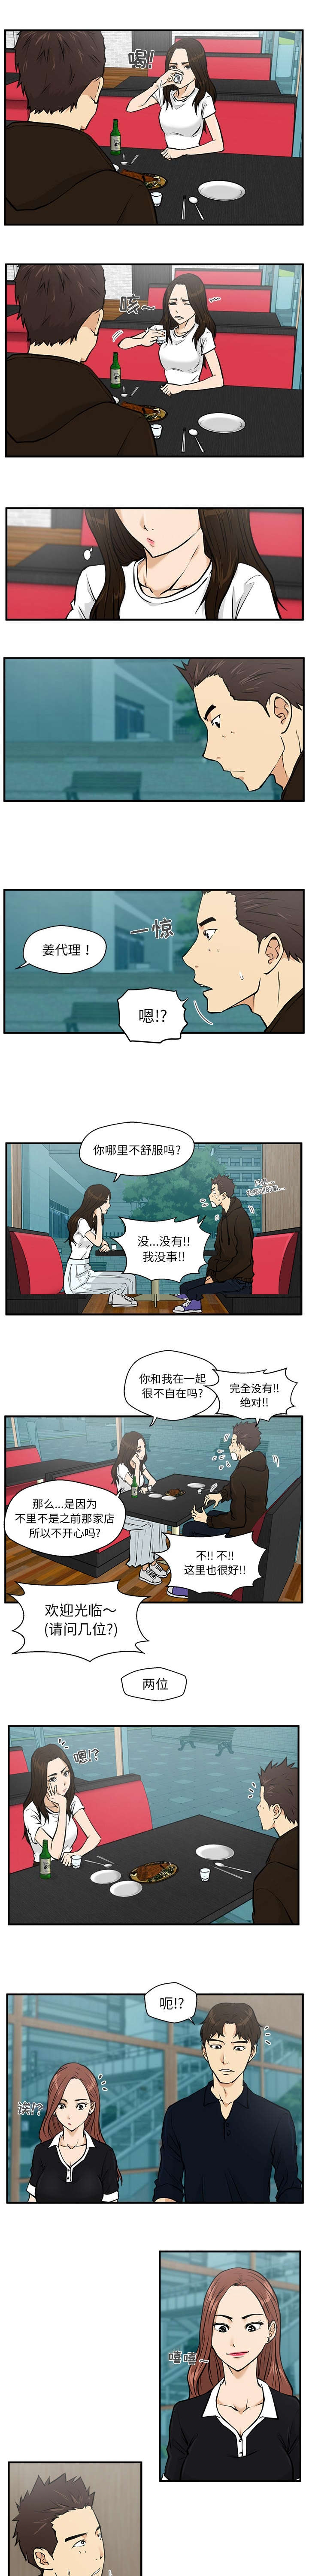 喝!
咳～
姜代理！
一惊
嗯!?
你哪里不舒服吗?
没...没有!!
我没事!!
你和我在一起
很不自在吗?
完全没有!!
绝对!!
那么...是因为
不里不是之前那家店
所以不开心吗?
不!! 不!!
这里也很好!!
欢迎光临～
(请问几位?)
两位
嗯!?
呃!?
诶!?
嘻嘻～